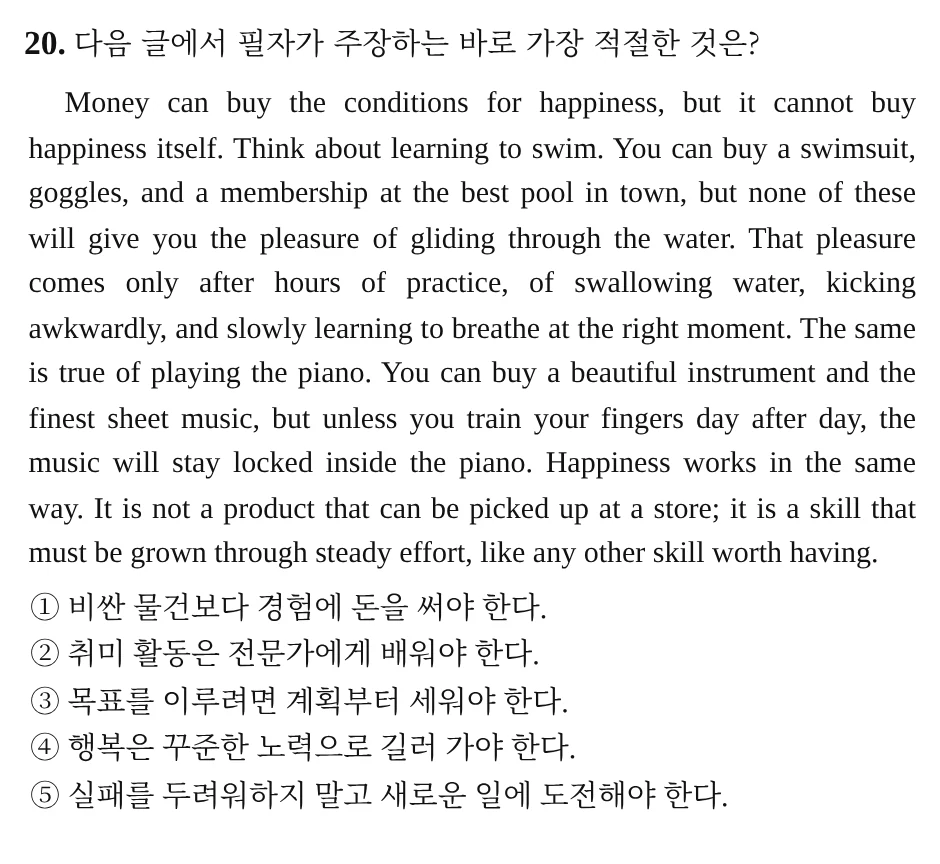 20. 다음 글에서 필자가 주장하는 바로 가장 적절한 것은?
Money can buy the conditions for happiness, but it cannot buy
happiness itself. Think about learning to swim. You can buy a swimsuit,
goggles, and a membership at the best pool in town, but none of these
will give you the pleasure of gliding through the water. That pleasure
comes only after hours of practice, of swallowing water, kicking
awkwardly, and slowly learning to breathe at the right moment. The same
is true of playing the piano. You can buy a beautiful instrument and the
finest sheet music, but unless you train your fingers day after day, the
music will stay locked inside the piano. Happiness works in the same
way. It is not a product that can be picked up at a store; it is a skill that
must be grown through steady effort, like any other skill worth having.
① 비싼 물건보다 경험에 돈을 써야 한다.
② 취미 활동은 전문가에게 배워야 한다.
③ 목표를 이루려면 계획부터 세워야 한다.
④ 행복은 꾸준한 노력으로 길러 가야 한다.
⑤ 실패를 두려워하지 말고 새로운 일에 도전해야 한다.